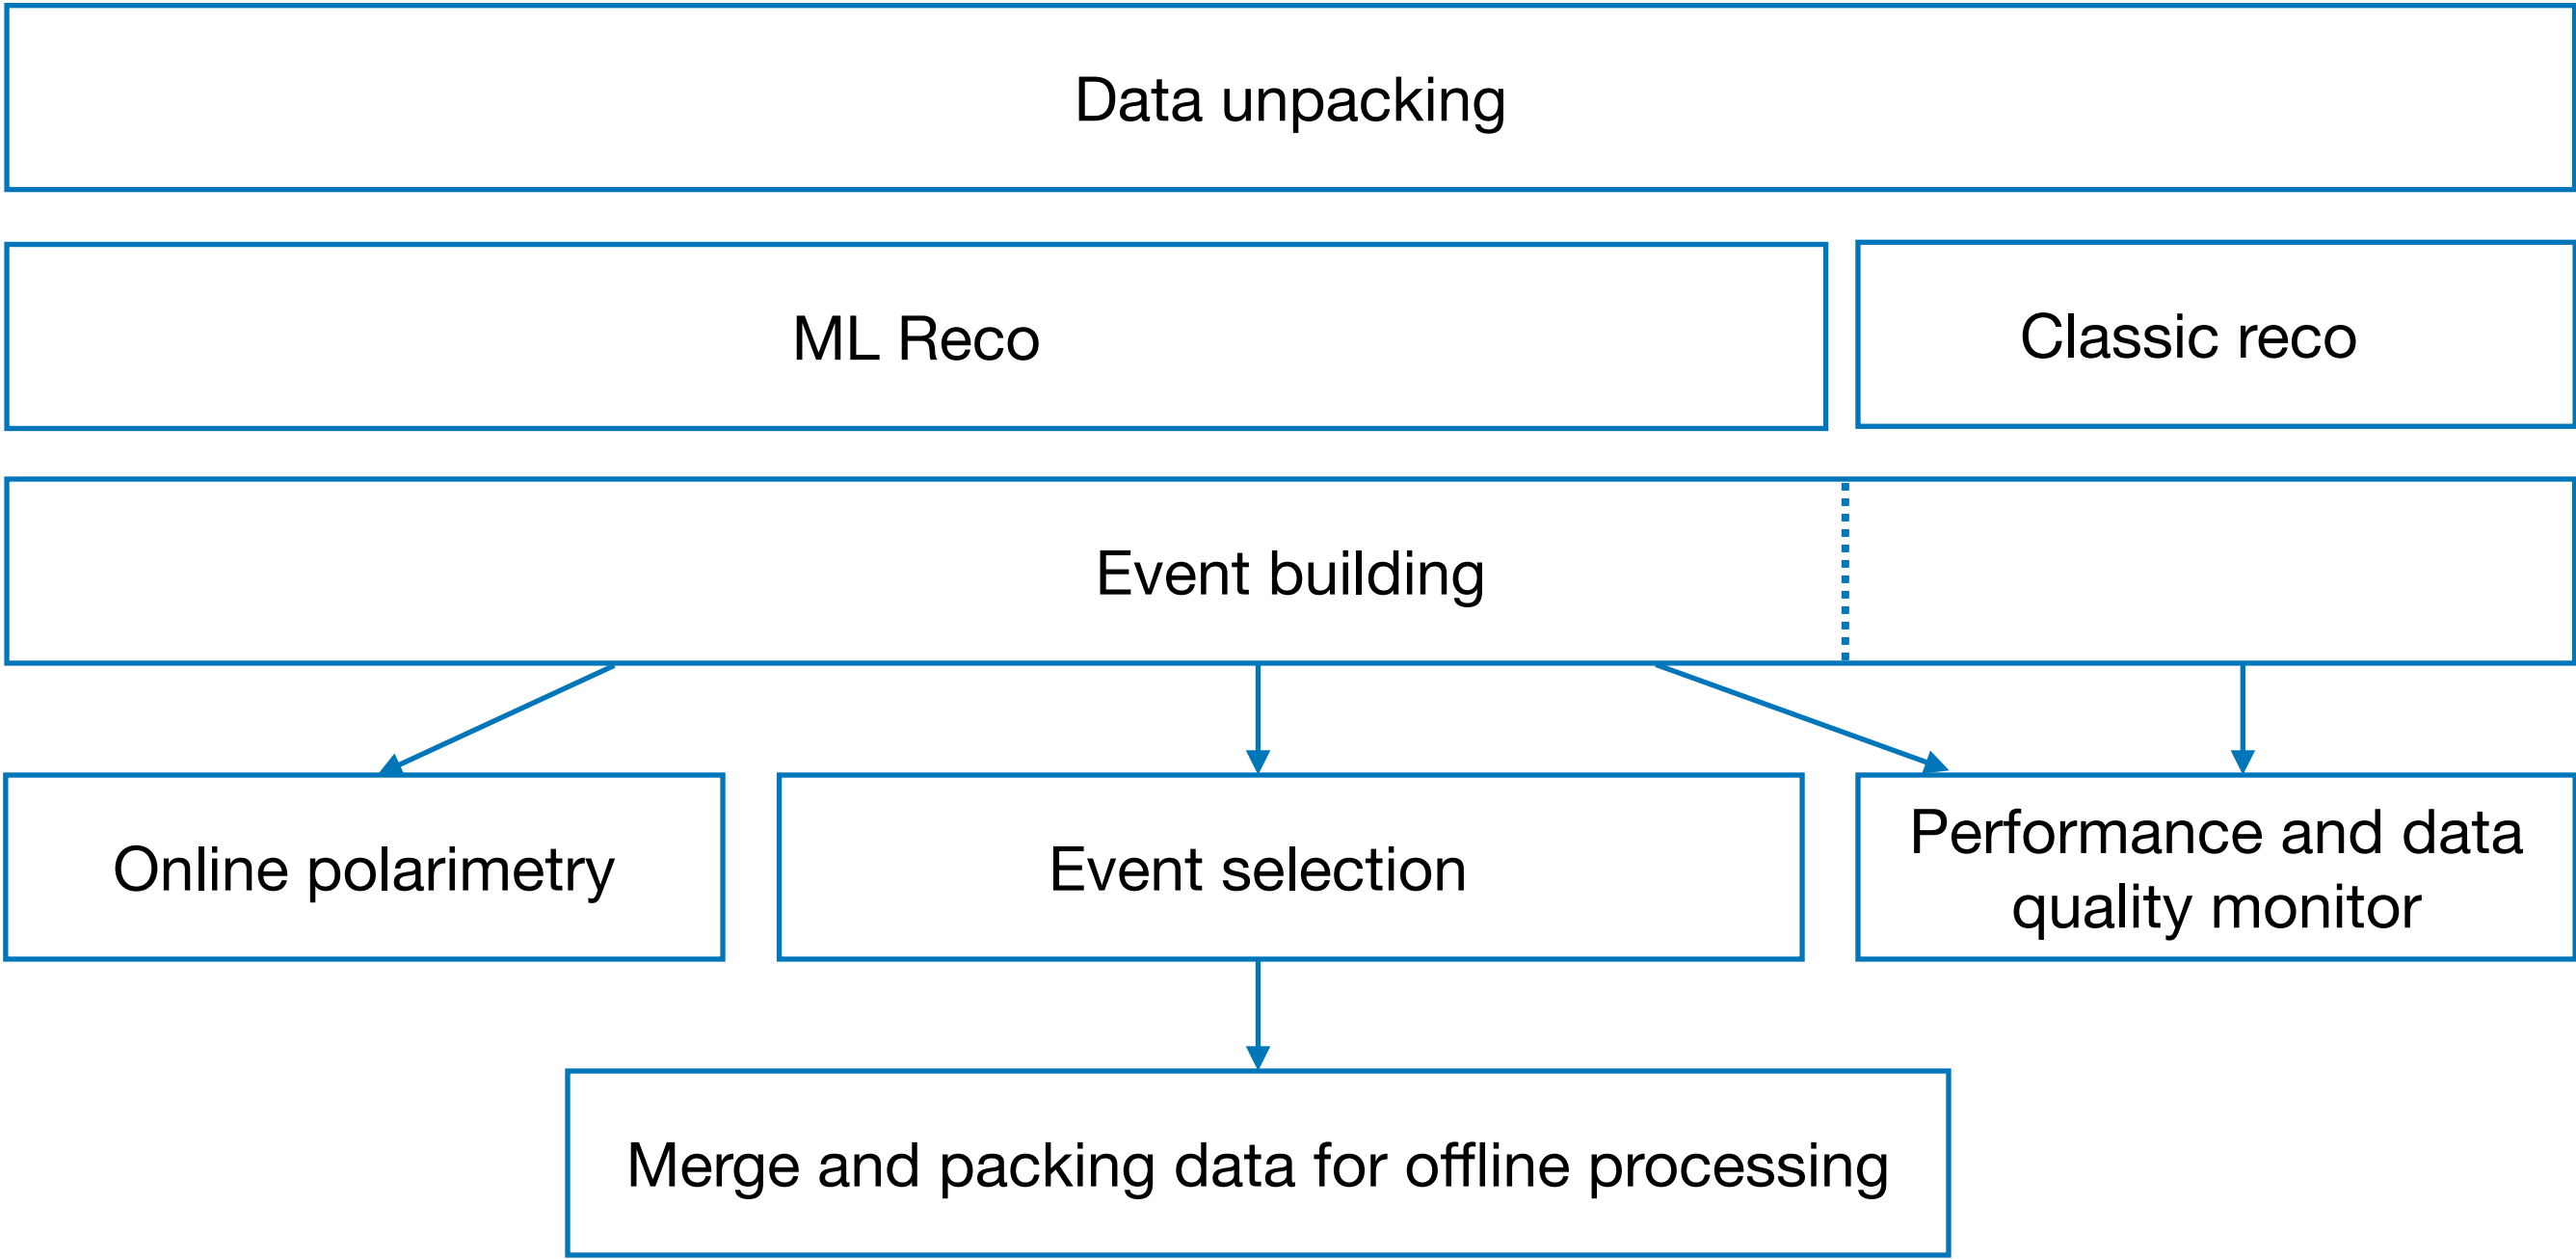 Data unpacking
ML Reco
Classic reco
Event building
Online polarimetry
Event selection
Performance and data
quality monitor
Merge and packing data for offline processing